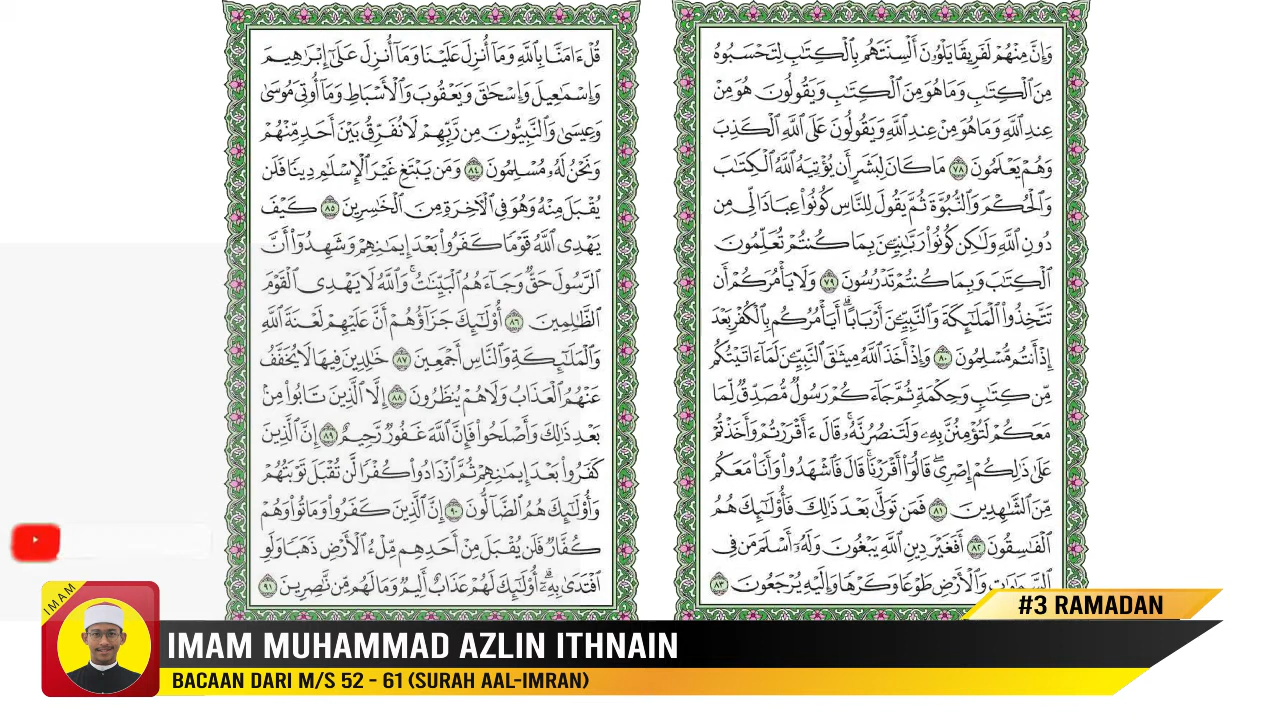 وَإِنَّ مِنْهُمْ لَفَرِيقًا يَلْوُۥنَ أَلْسِنَتَهُم بِٱلْكِتَٰبِ لِتَحْسَبُوهُ
مِنَ ٱلْكِتَٰبِ وَمَا هُوَ مِنَ ٱلْكِتَٰبِ وَيَقُولُونَ هُوَ مِنْ
عِندِ ٱللَّهِ وَمَا هُوَ مِنْ عِندِ ٱللَّهِ وَيَقُولُونَ عَلَى ٱللَّهِ ٱلْكَذِبَ
وَهُمْ يَعْلَمُونَ ٧٨ مَا كَانَ لِبَشَرٍ أَن يُؤْتِيَهُ ٱللَّهُ ٱلْكِتَٰبَ
وَٱلْحُكْمَ وَٱلنُّبُوَّةَ ثُمَّ يَقُولَ لِلنَّاسِ كُونُوا۟ عِبَادًا لِّى مِن
دُونِ ٱللَّهِ وَلَٰكِن كُونُوا۟ رَبَّٰنِيِّۦنَ بِمَا كُنتُمْ تُعَلِّمُونَ
ٱلْكِتَٰبَ وَبِمَا كُنتُمْ تَدْرُسُونَ ٧٩ وَلَا يَأْمُرَكُمْ أَن
تَتَّخِذُوا۟ ٱلْمَلَٰٓئِكَةَ وَٱلنَّبِيِّۦنَ أَرْبَابًا ۗ أَيَأْمُرُكُم بِٱلْكُفْرِ بَعْدَ
إِذْ أَنتُم مُّسْلِمُونَ ٨٠ وَإِذْ أَخَذَ ٱللَّهُ مِيثَٰقَ ٱلنَّبِيِّۦنَ لَمَآ ءَاتَيْتُكُم
مِّن كِتَٰبٍ وَحِكْمَةٍ ثُمَّ جَآءَكُمْ رَسُولٌ مُّصَدِّقٌ لِّمَا
مَعَكُمْ لَتُؤْمِنُنَّ بِهِۦ وَلَتَنصُرُنَّهُۥ ۚ قَالَ ءَأَقْرَرْتُمْ وَأَخَذْتُمْ
عَلَىٰ ذَٰلِكُمْ إِصْرِى ۖ قَالُوٓا۟ أَقْرَرْنَا ۚ قَالَ فَٱشْهَدُوا۟ وَأَنَا۠ مَعَكُم
مِّنَ ٱلشَّٰهِدِينَ ٨١ فَمَن تَوَلَّىٰ بَعْدَ ذَٰلِكَ فَأُو۟لَٰٓئِكَ هُمُ
ٱلْفَٰسِقُونَ ٨٢ أَفَغَيْرَ دِينِ ٱللَّهِ يَبْغُونَ وَلَهُۥٓ أَسْلَمَ مَن فِى
ٱلسَّمَٰوَٰتِ وَٱلْأَرْضِ طَوْعًا وَكَرْهًا وَإِلَيْهِ يُرْجَعُونَ ٨٣
قُلْ ءَامَنَّا بِٱللَّهِ وَمَآ أُنزِلَ عَلَيْنَا وَمَآ أُنزِلَ عَلَىٰٓ إِبْرَٰهِيمَ
وَإِسْمَٰعِيلَ وَإِسْحَٰقَ وَيَعْقُوبَ وَٱلْأَسْبَاطِ وَمَآ أُوتِىَ مُوسَىٰ
وَعِيسَىٰ وَٱلنَّبِيُّونَ مِن رَّبِّهِمْ لَا نُفَرِّقُ بَيْنَ أَحَدٍ مِّنْهُمْ
وَنَحْنُ لَهُۥ مُسْلِمُونَ ٨٤ وَمَن يَبْتَغِ غَيْرَ ٱلْإِسْلَٰمِ دِينًا فَلَن
يُقْبَلَ مِنْهُ وَهُوَ فِى ٱلْءَاخِرَةِ مِنَ ٱلْخَٰسِرِينَ ٨٥ كَيْفَ
يَهْدِى ٱللَّهُ قَوْمًا كَفَرُوا۟ بَعْدَ إِيمَٰنِهِمْ وَشَهِدُوٓا۟ أَنَّ
ٱلرَّسُولَ حَقٌّ وَجَآءَهُمُ ٱلْبَيِّنَٰتُ ۚ وَٱللَّهُ لَا يَهْدِى ٱلْقَوْمَ
ٱلظَّٰلِمِينَ ٨٦ أُو۟لَٰٓئِكَ جَزَآؤُهُمْ أَنَّ عَلَيْهِمْ لَعْنَةَ ٱللَّهِ
وَٱلْمَلَٰٓئِكَةِ وَٱلنَّاسِ أَجْمَعِينَ ٨٧ خَٰلِدِينَ فِيهَا لَا يُخَفَّفُ
عَنْهُمُ ٱلْعَذَابُ وَلَا هُمْ يُنظَرُونَ ٨٨ إِلَّا ٱلَّذِينَ تَابُوا۟ مِنۢ
بَعْدِ ذَٰلِكَ وَأَصْلَحُوا۟ فَإِنَّ ٱللَّهَ غَفُورٌ رَّحِيمٌ ٨٩ إِنَّ ٱلَّذِينَ
كَفَرُوا۟ بَعْدَ إِيمَٰنِهِمْ ثُمَّ ٱزْدَادُوا۟ كُفْرًا لَّن تُقْبَلَ تَوْبَتُهُمْ
وَأُو۟لَٰٓئِكَ هُمُ ٱلضَّآلُّونَ ٩٠ إِنَّ ٱلَّذِينَ كَفَرُوا۟ وَمَاتُوا۟ وَهُمْ
كُفَّارٌ فَلَن يُقْبَلَ مِنْ أَحَدِهِم مِّلْءُ ٱلْأَرْضِ ذَهَبًا وَلَوِ
ٱفْتَدَىٰ بِهِۦٓ ۗ أُو۟لَٰٓئِكَ لَهُمْ عَذَابٌ أَلِيمٌ وَمَا لَهُم مِّن نَّٰصِرِينَ ٩١
#3 RAMADAN
IMAM
IMAM MUHAMMAD AZLIN ITHNAIN
BACAAN DARI M/S 52 - 61 (SURAH AAL-IMRAN)